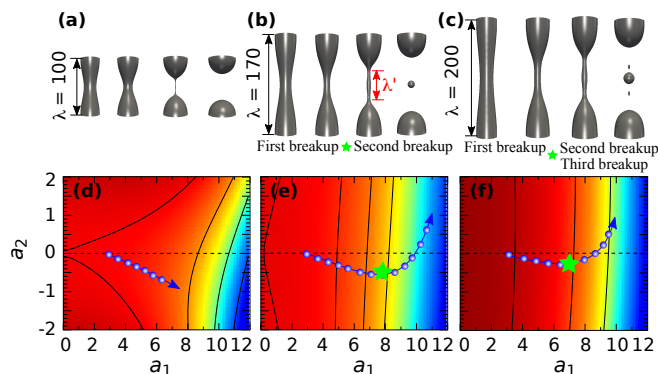 (a)
(b)
(c)
λ = 100
λ = 170
λ'
λ = 200
First breakup ★ Second breakup
First breakup ★ Second breakup
Third breakup
(d)
(e)
(f)
2
1
0
-1
-2
a₂
0 2 4 6 8 10 12
0 2 4 6 8 10 12
0 2 4 6 8 10 12
a₁
a₁
a₁